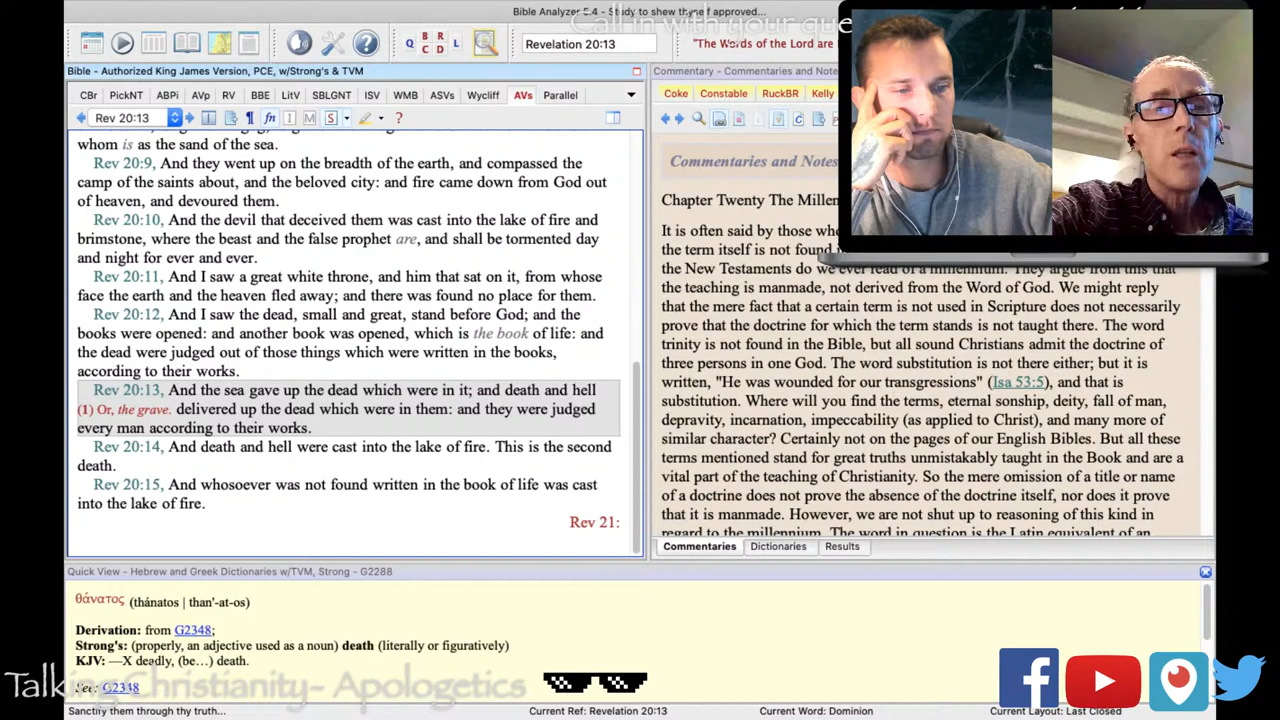 Bible Analyzer 5.4 - Study to shew thyself approved...
Call in with your que
Q
B R
C D
L
Revelation 20:13
"The Words of the Lord are
Bible - Authorized King James Version, PCE, w/Strong's & TVM
CBr PickNT ABPi AVp RV BBE LitV SBLGNT ISV WMB ASVs Wycliff AVs Parallel
Rev 20:13
fn I M S ?
whom is as the sand of the sea.
Rev 20:9, And they went up on the breadth of the earth, and compassed the
camp of the saints about, and the beloved city: and fire came down from God out
of heaven, and devoured them.
Rev 20:10, And the devil that deceived them was cast into the lake of fire and
brimstone, where the beast and the false prophet are, and shall be tormented day
and night for ever and ever.
Rev 20:11, And I saw a great white throne, and him that sat on it, from whose
face the earth and the heaven fled away; and there was found no place for them.
Rev 20:12, And I saw the dead, small and great, stand before God; and the
books were opened: and another book was opened, which is the book of life: and
the dead were judged out of those things which were written in the books,
according to their works.
Rev 20:13, And the sea gave up the dead which were in it; and death and hell
(1) Or, the grave. delivered up the dead which were in them: and they were judged
every man according to their works.
Rev 20:14, And death and hell were cast into the lake of fire. This is the second
death.
Rev 20:15, And whosoever was not found written in the book of life was cast
into the lake of fire.
Rev 21:
Commentary - Commentaries and Notes
Coke Constable RuckBR Kelly
Commentaries and Notes
Chapter Twenty The Millen
It is often said by those who
the term itself is not found i
the New Testaments do we ever read of a millennium. They argue from this that
the teaching is manmade, not derived from the Word of God. We might reply
that the mere fact that a certain term is not used in Scripture does not necessarily
prove that the doctrine for which the term stands is not taught there. The word
trinity is not found in the Bible, but all sound Christians admit the doctrine of
three persons in one God. The word substitution is not there either; but it is
written, "He was wounded for our transgressions" (Isa 53:5), and that is
substitution. Where will you find the terms, eternal sonship, deity, fall of man,
depravity, incarnation, impeccability (as applied to Christ), and many more of
similar character? Certainly not on the pages of our English Bibles. But all these
terms mentioned stand for great truths unmistakably taught in the Book and are a
vital part of the teaching of Christianity. So the mere omission of a title or name
of a doctrine does not prove the absence of the doctrine itself, nor does it prove
that it is manmade. However, we are not shut up to reasoning of this kind in
regard to the millennium. The word in question is the Latin equivalent of an
Commentaries Dictionaries Results
Quick View - Hebrew and Greek Dictionaries w/TVM, Strong - G2288
θάνατος (thánatos | than'-at-os)
Derivation: from G2348;
Strong's: (properly, an adjective used as a noun) death (literally or figuratively)
KJV: —X deadly, (be...) death.
See: G2348
Talking Christianity- Apologetics
Sanctify them through thy truth...
Current Ref: Revelation 20:13
Current Word: Dominion
Current Layout: Last Closed